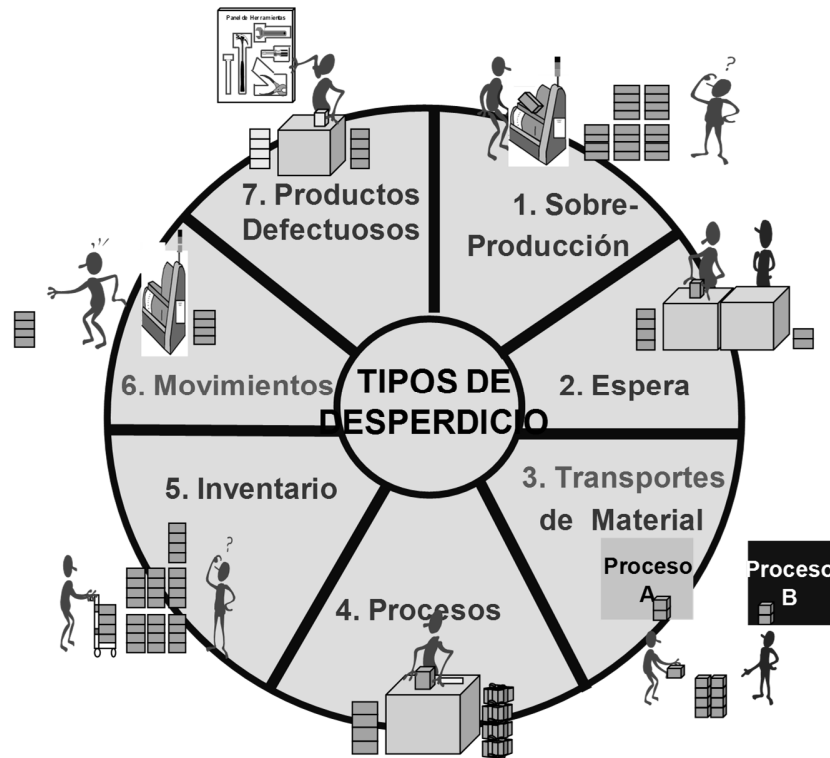 Panel de Herramientas
?
7. Productos
Defectuosos
1. Sobre-
Producción
6. Movimientos
TIPOS DE
DESPERDICIO
2. Espera
5. Inventario
3. Transportes
de Material
?
4. Procesos
Proceso
A
Proceso
B